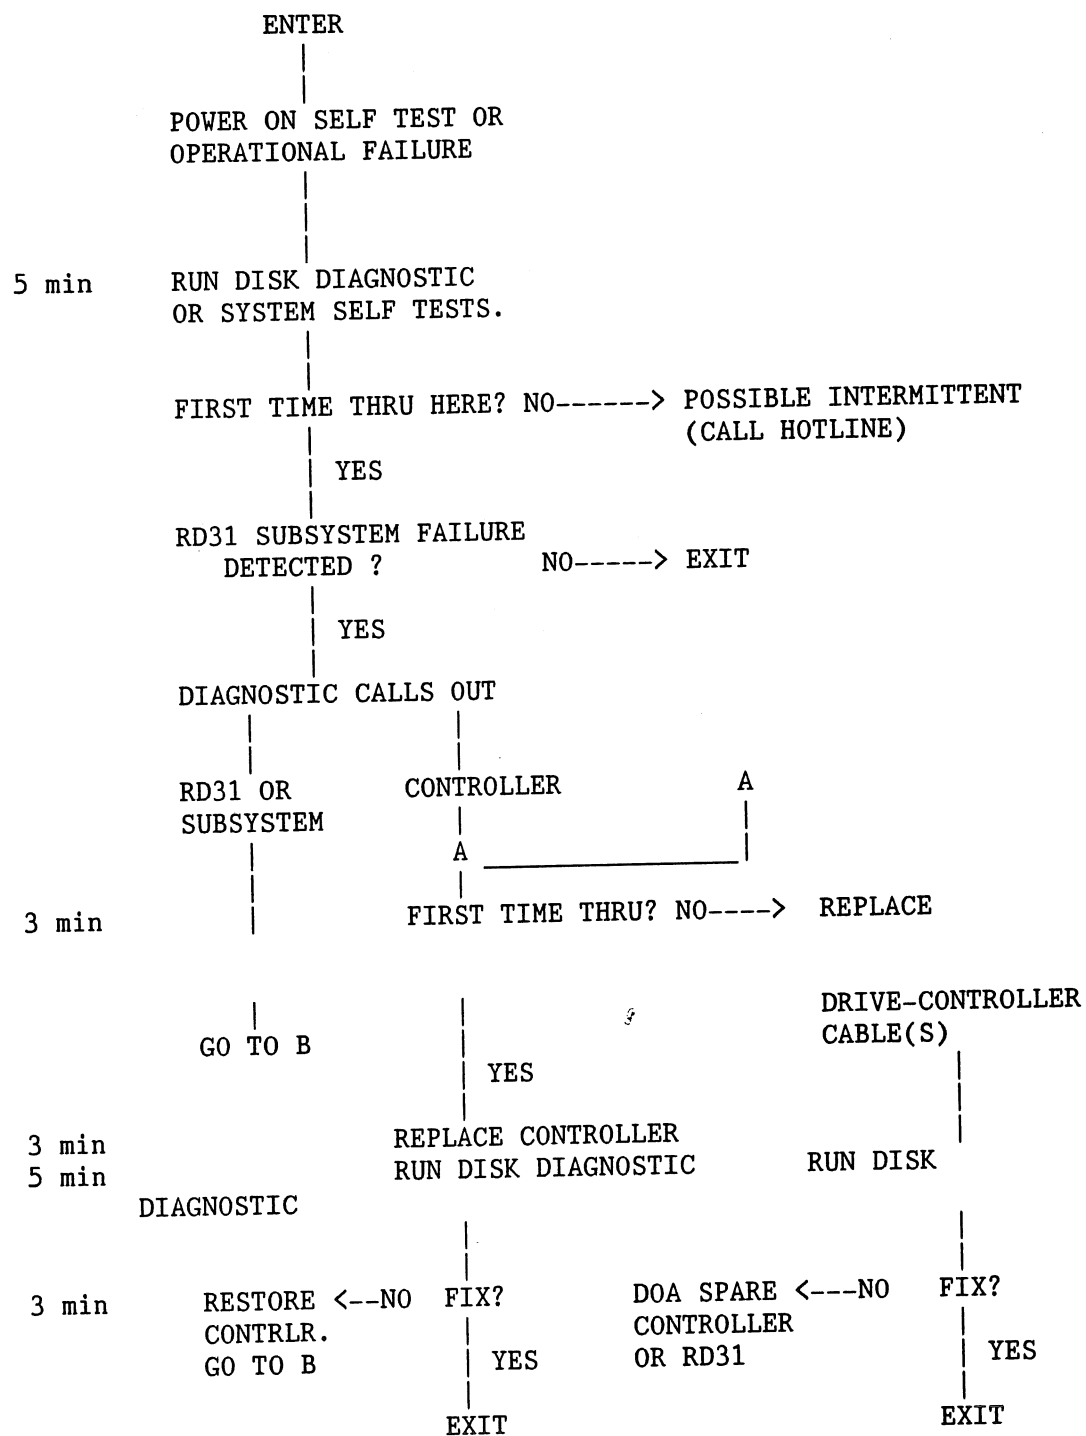 ENTER
POWER ON SELF TEST OR
OPERATIONAL FAILURE
5 min RUN DISK DIAGNOSTIC
OR SYSTEM SELF TESTS.
FIRST TIME THRU HERE? NO------> POSSIBLE INTERMITTENT
(CALL HOTLINE)
YES
RD31 SUBSYSTEM FAILURE
DETECTED ? NO-----> EXIT
YES
DIAGNOSTIC CALLS OUT
RD31 OR CONTROLLER A
SUBSYSTEM
A
3 min FIRST TIME THRU? NO----> REPLACE
DRIVE-CONTROLLER
GO TO B CABLE(S)
YES
3 min REPLACE CONTROLLER
5 min RUN DISK DIAGNOSTIC RUN DISK
DIAGNOSTIC
3 min RESTORE <--NO FIX? DOA SPARE <---NO FIX?
CONTRLR. CONTROLLER
GO TO B YES OR RD31 YES
EXIT EXIT